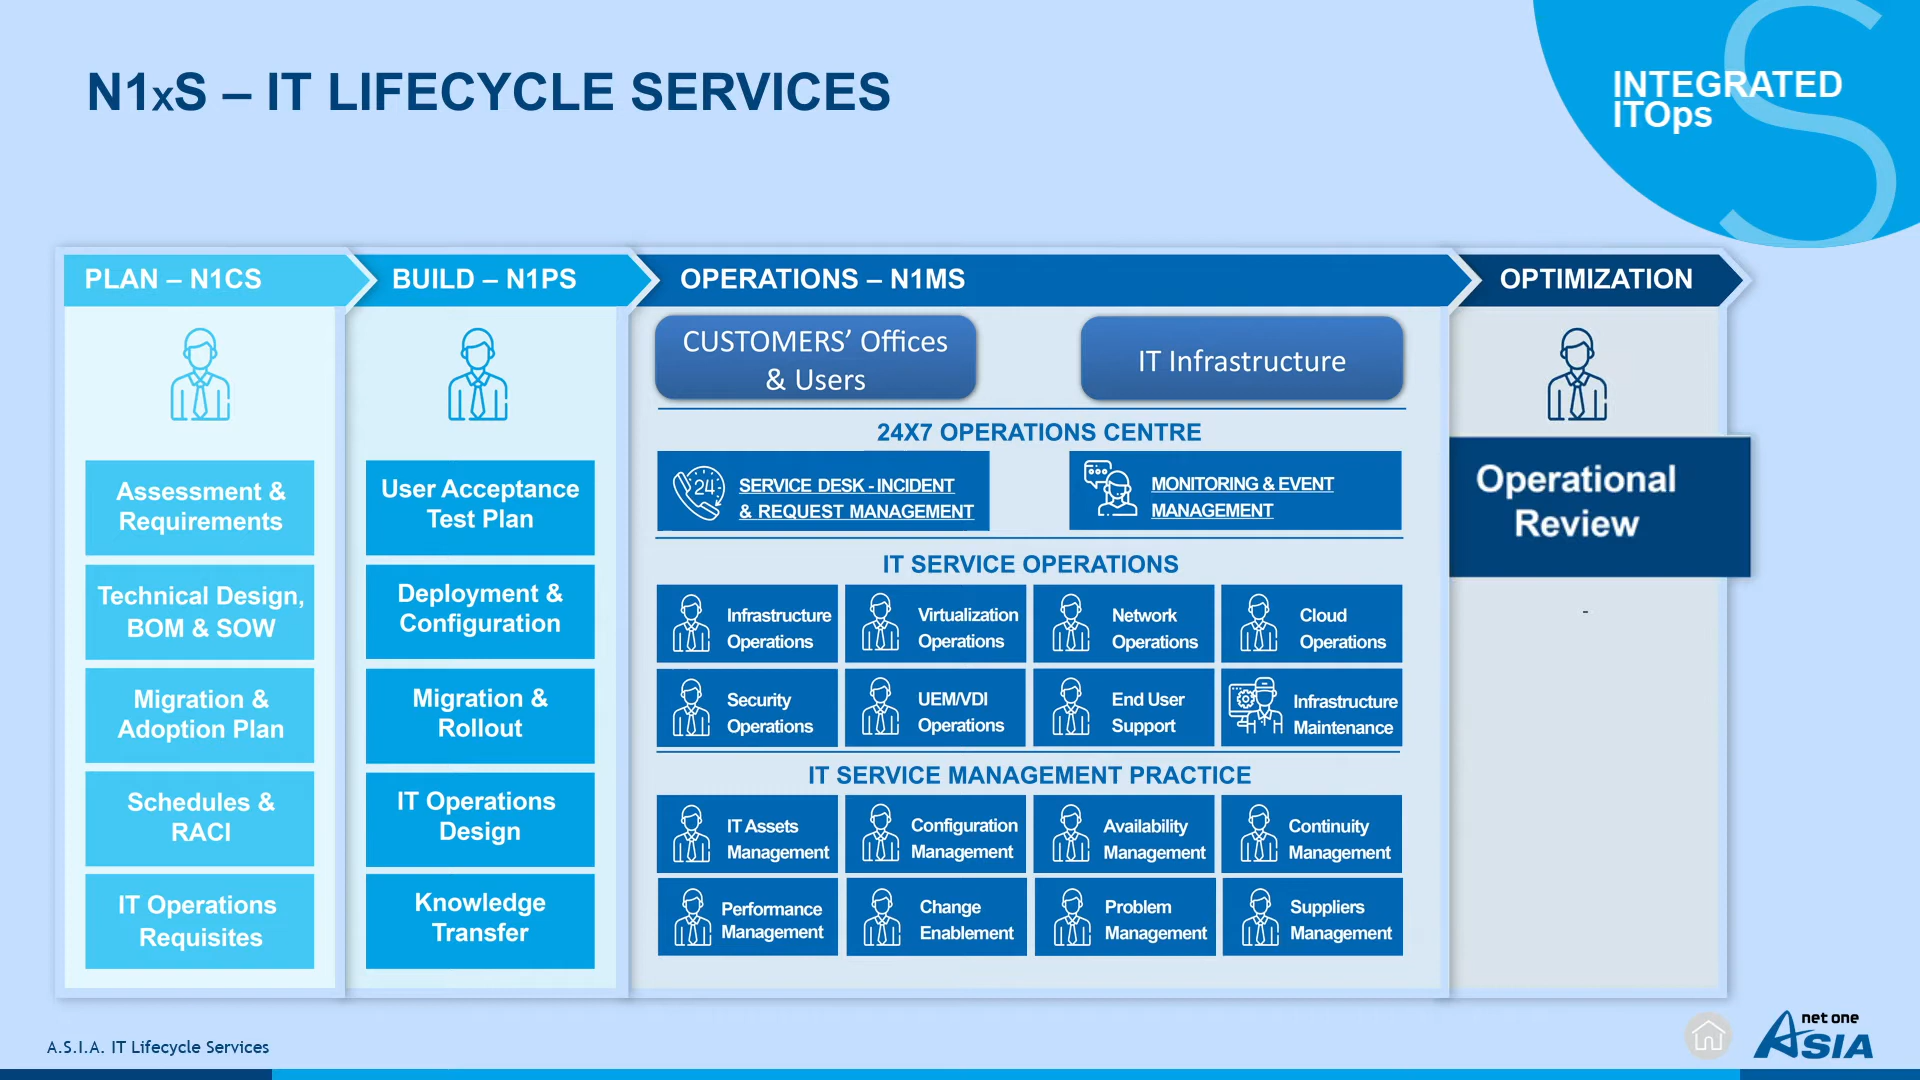 N1xS – IT LIFECYCLE SERVICES
INTEGRATED
ITOps
S
PLAN – N1CS
BUILD – N1PS
OPERATIONS – N1MS
OPTIMIZATION
Assessment &
Requirements
Technical Design,
BOM & SOW
Migration &
Adoption Plan
Schedules &
RACI
IT Operations
Requisites
User Acceptance
Test Plan
Deployment &
Configuration
Migration &
Rollout
IT Operations
Design
Knowledge
Transfer
CUSTOMERS’ Offices
& Users
IT Infrastructure
24X7 OPERATIONS CENTRE
24
SERVICE DESK - INCIDENT
& REQUEST MANAGEMENT
MONITORING & EVENT
MANAGEMENT
IT SERVICE OPERATIONS
Infrastructure
Operations
Virtualization
Operations
Network
Operations
Cloud
Operations
Security
Operations
UEM/VDI
Operations
End User
Support
Infrastructure
Maintenance
IT SERVICE MANAGEMENT PRACTICE
IT Assets
Management
Configuration
Management
Availability
Management
Continuity
Management
Performance
Management
Change
Enablement
Problem
Management
Suppliers
Management
Operational
Review
-
A.S.I.A. IT Lifecycle Services
net one
ASIA